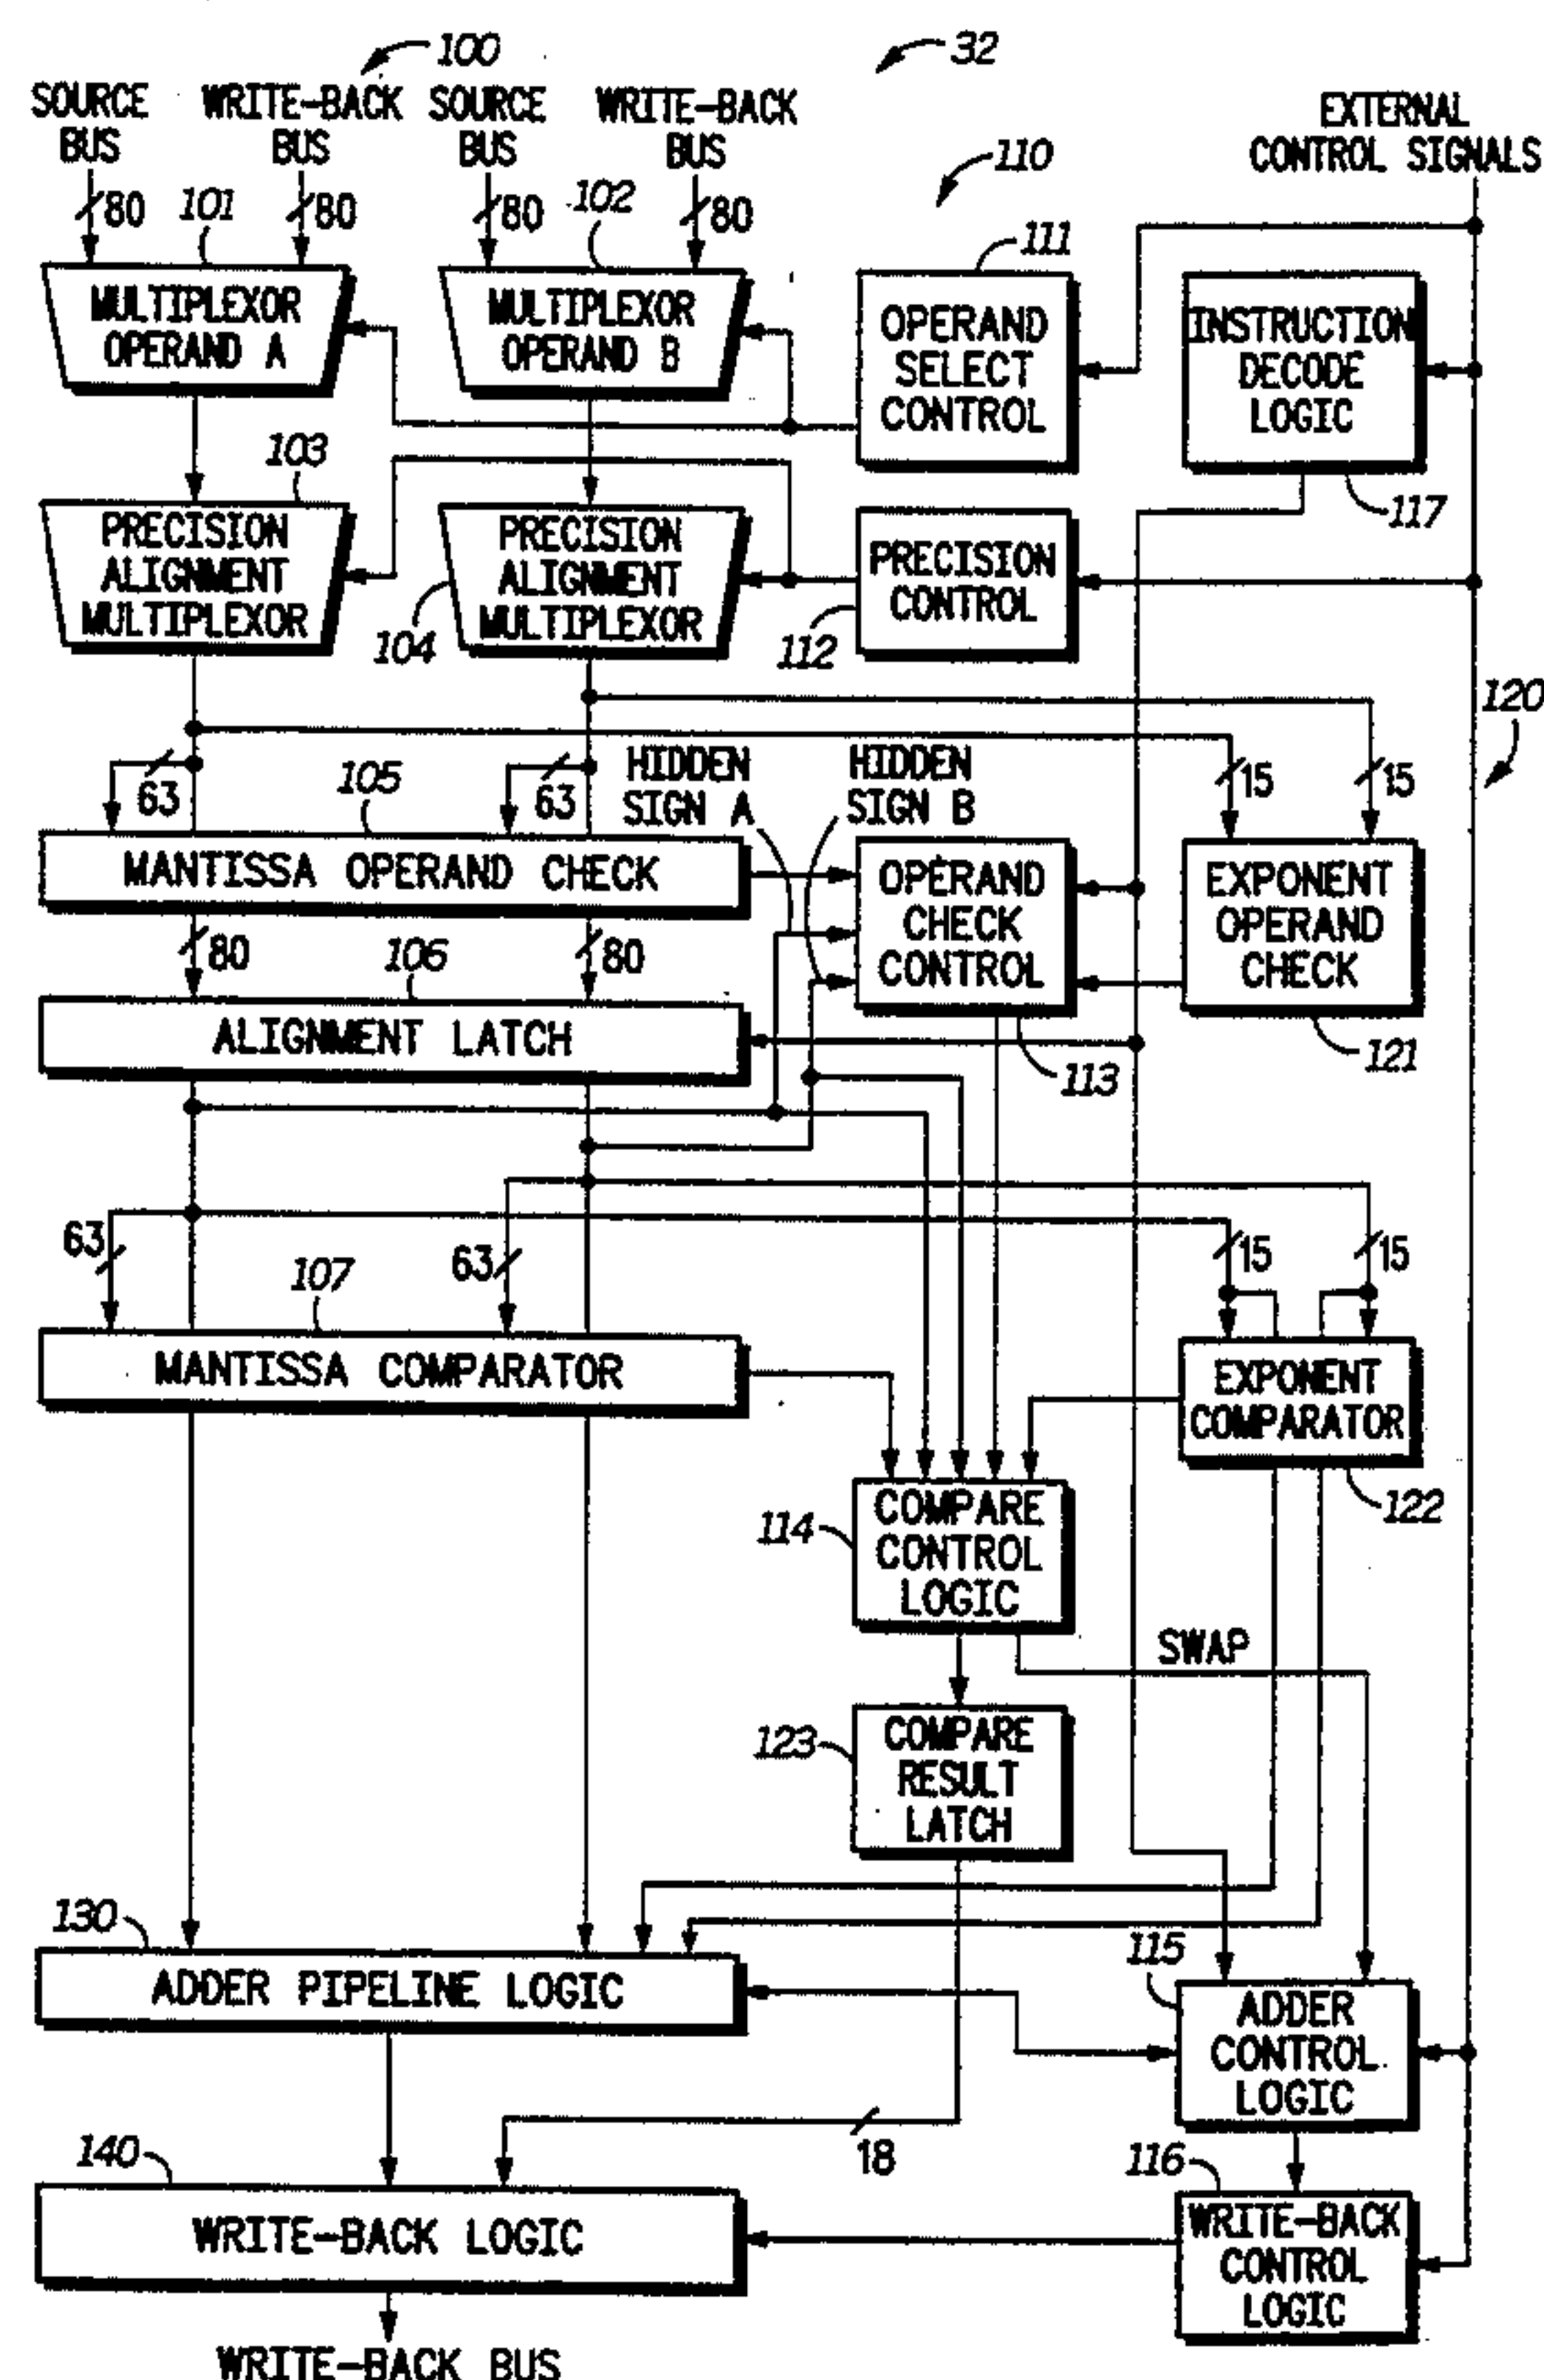 100
32
SOURCE
BUS
WRITE-BACK
BUS
SOURCE
BUS
WRITE-BACK
BUS
EXTERNAL
CONTROL SIGNALS
110
80
101
80
80
102
80
111
MULTIPLEXOR
OPERAND A
MULTIPLEXOR
OPERAND B
OPERAND
SELECT
CONTROL
INSTRUCTION
DECODE
LOGIC
103
117
PRECISION
ALIGNMENT
MULTIPLEXOR
PRECISION
ALIGNMENT
MULTIPLEXOR
PRECISION
CONTROL
104
112
120
63
105
63
HIDDEN
SIGN A
HIDDEN
SIGN B
15
15
MANTISSA OPERAND CHECK
OPERAND
CHECK
CONTROL
EXPONENT
OPERAND
CHECK
80
106
80
ALIGNMENT LATCH
113
121
63
107
63
15
15
MANTISSA COMPARATOR
EXPONENT
COMPARATOR
114
COMPARE
CONTROL
LOGIC
122
SWAP
123
COMPARE
RESULT
LATCH
130
115
ADDER PIPELINE LOGIC
ADDER
CONTROL
LOGIC
18
140
116
WRITE-BACK LOGIC
WRITE-BACK
CONTROL
LOGIC
WRITE-BACK BUS